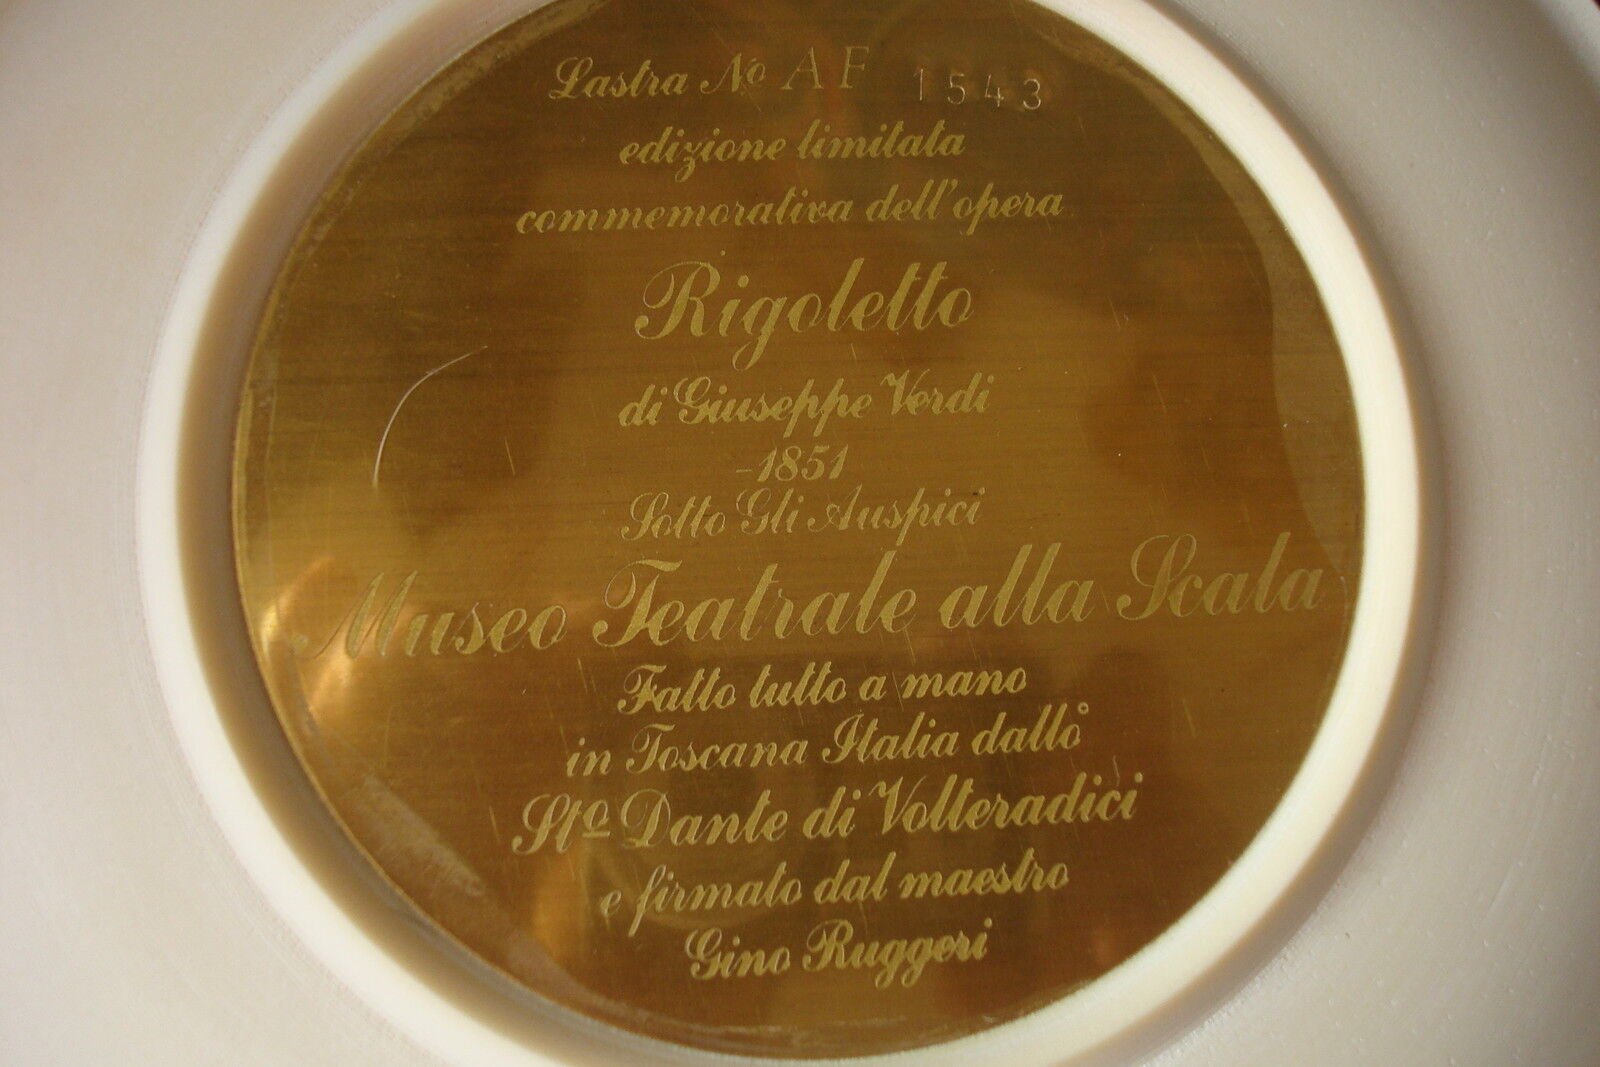 Lastra No AF 1543
edizione limitata
commemorativa dell'opera
Rigoletto
di Giuseppe Verdi
-1851
Sotto Gli Auspici
Museo Teatrale alla Scala
Fatto tutto a mano
in Toscana Italia dallo°
Stº Dante di Volteradici
e firmato dal maestro
Gino Ruggeri